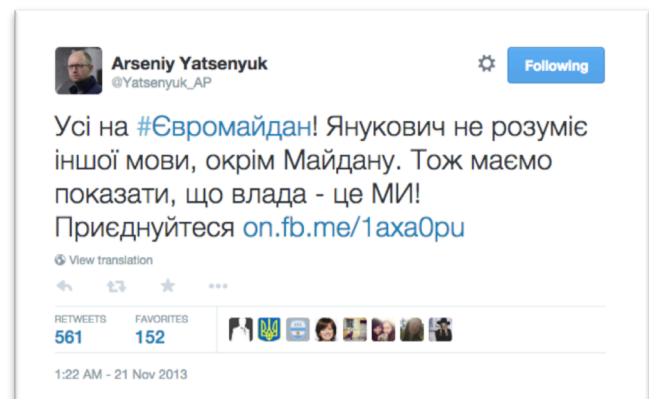 Arseniy Yatsenyuk
@Yatsenyuk_AP
Following
Усі на #Євромайдан! Янукович не розуміє
іншої мови, окрім Майдану. Тож маємо
показати, що влада - це МИ!
Приєднуйтеся on.fb.me/1axa0pu
View translation
RETWEETS
561
FAVORITES
152
1:22 AM - 21 Nov 2013